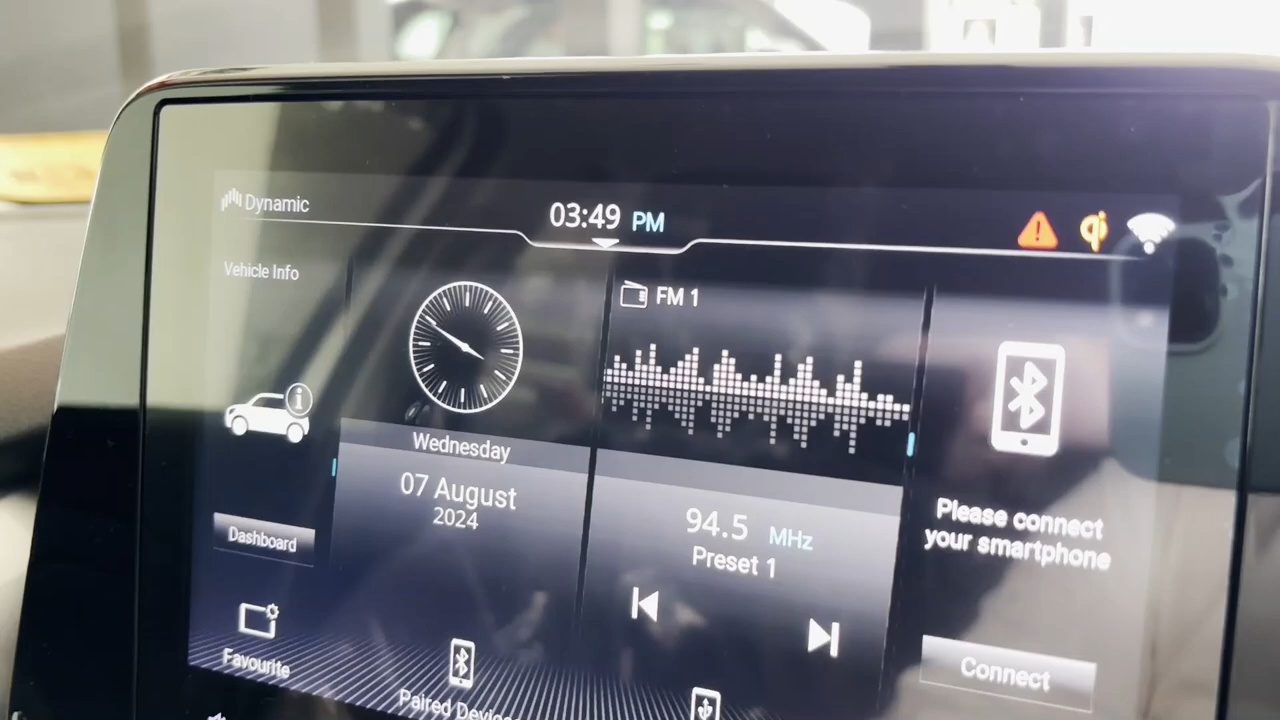 Dynamic
03:49 PM
Vehicle Info
FM 1
Wednesday
07 August
2024
94.5 MHz
Preset 1
Please connect
your smartphone
Dashboard
Connect
Favourite
Paired